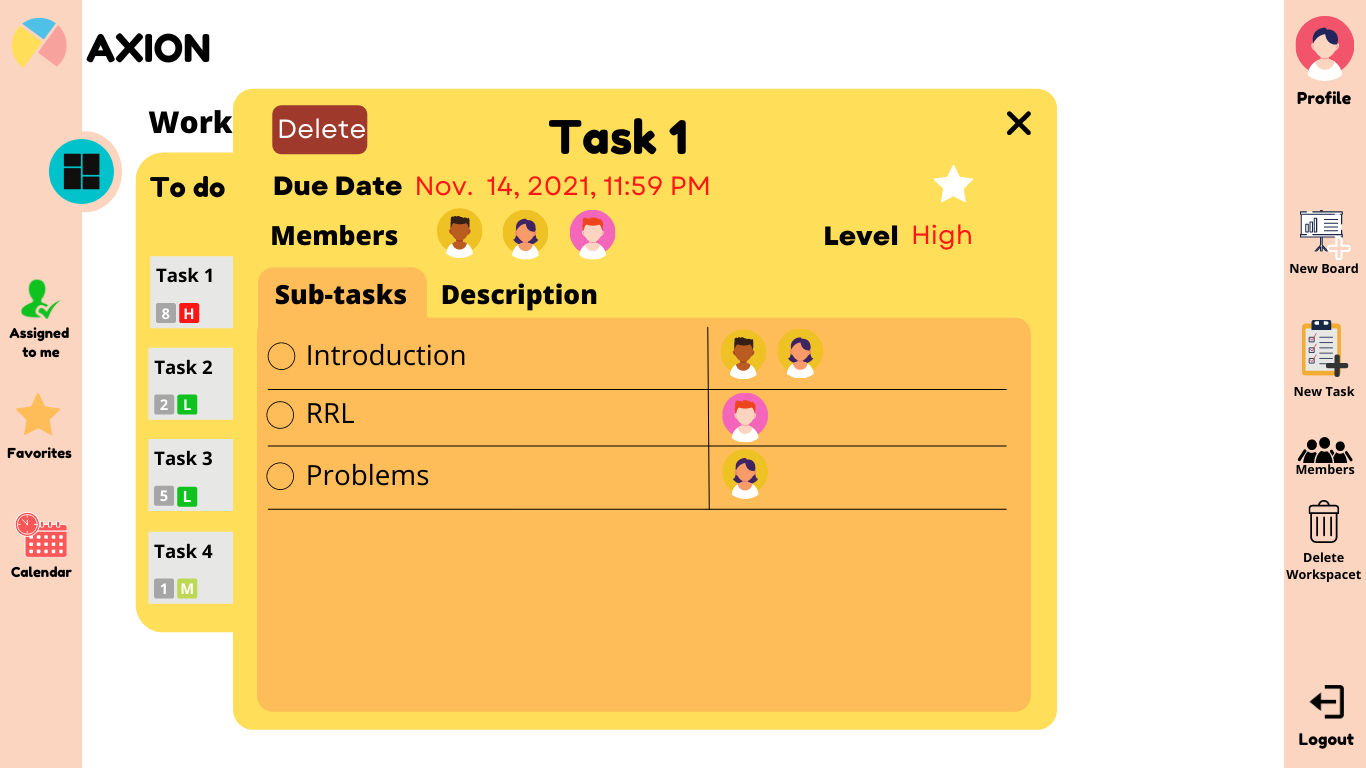 AXION
Profile
Work
Delete
Task 1
Due Date Nov. 14, 2021, 11:59 PM
Members
Level High
To do
Task 1
8 H
Task 2
2 L
Task 3
5 L
Task 4
1 M
Sub-tasks
Description
Introduction
RRL
Problems
Assigned
to me
Favorites
Calendar
New Board
New Task
Members
Delete
Workspacet
Logout